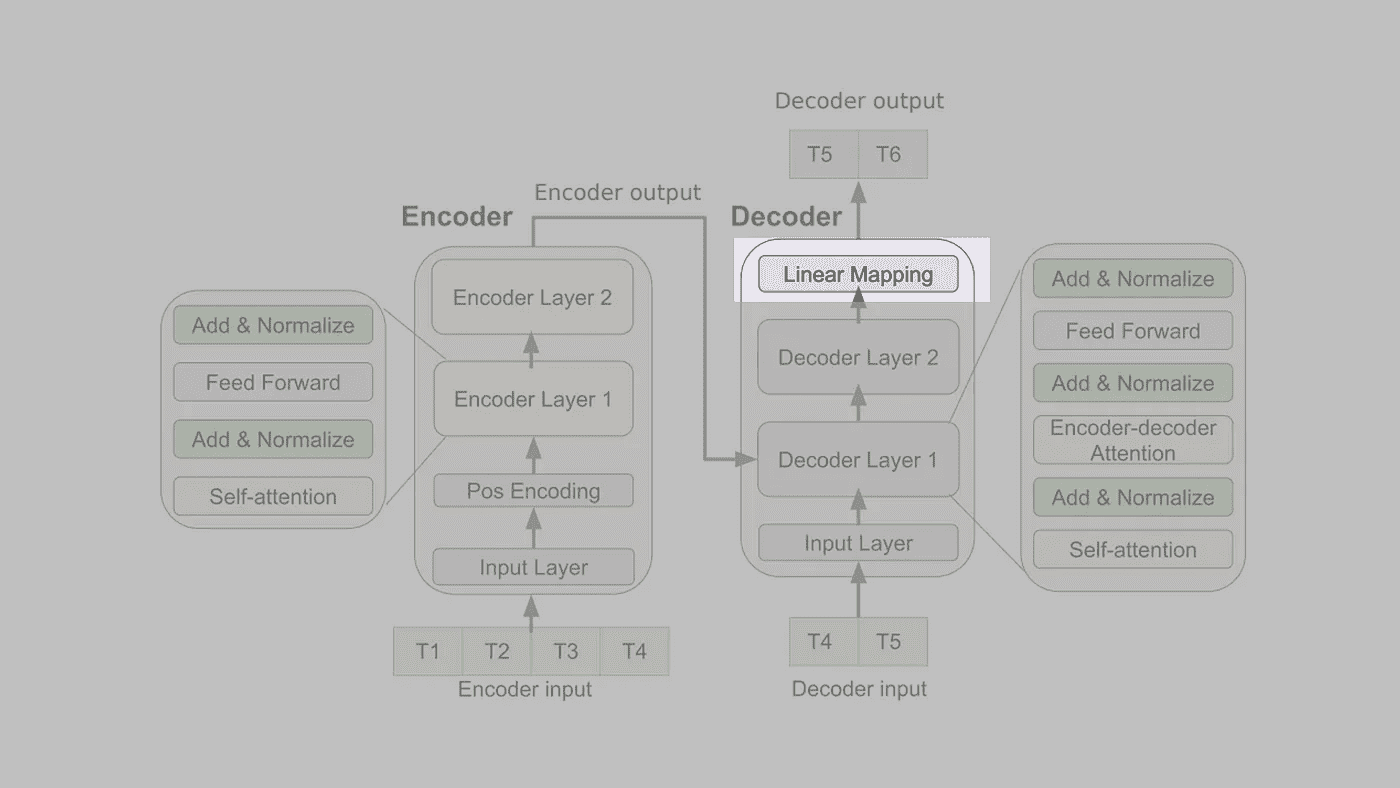 Decoder output
T5 T6
Encoder output
Encoder
Decoder
Add & Normalize
Feed Forward
Add & Normalize
Self-attention
Encoder Layer 2
Encoder Layer 1
Pos Encoding
Input Layer
T1 T2 T3 T4
Encoder input
Linear Mapping
Decoder Layer 2
Decoder Layer 1
Input Layer
T4 T5
Decoder input
Add & Normalize
Feed Forward
Add & Normalize
Encoder-decoder
Attention
Add & Normalize
Self-attention